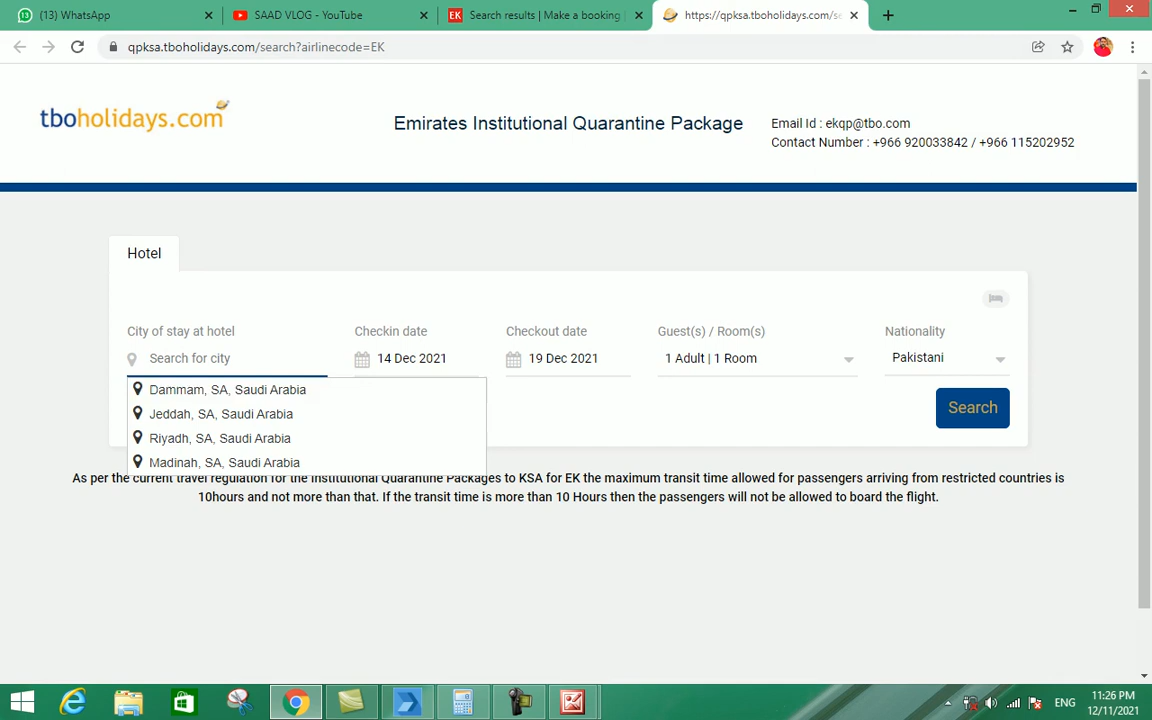 (13) WhatsApp
SAAD VLOG - YouTube
EK Search results | Make a booking
https://qpksa.tboholidays.com/se
qpksa.tboholidays.com/search?airlinecode=EK
tboholidays.com
Emirates Institutional Quarantine Package
Email Id : ekqp@tbo.com
Contact Number : +966 920033842 / +966 115202952
Hotel
City of stay at hotel
Checkin date
Checkout date
Guest(s) / Room(s)
Nationality
Search for city
14 Dec 2021
19 Dec 2021
1 Adult | 1 Room
Pakistani
Dammam, SA, Saudi Arabia
Jeddah, SA, Saudi Arabia
Riyadh, SA, Saudi Arabia
Madinah, SA, Saudi Arabia
Search
As per the current travel regulation for the Institutional Quarantine Packages to KSA for EK the maximum transit time allowed for passengers arriving from restricted countries is
10hours and not more than that. If the transit time is more than 10 Hours then the passengers will not be allowed to board the flight.
ENG
11:26 PM
12/11/2021